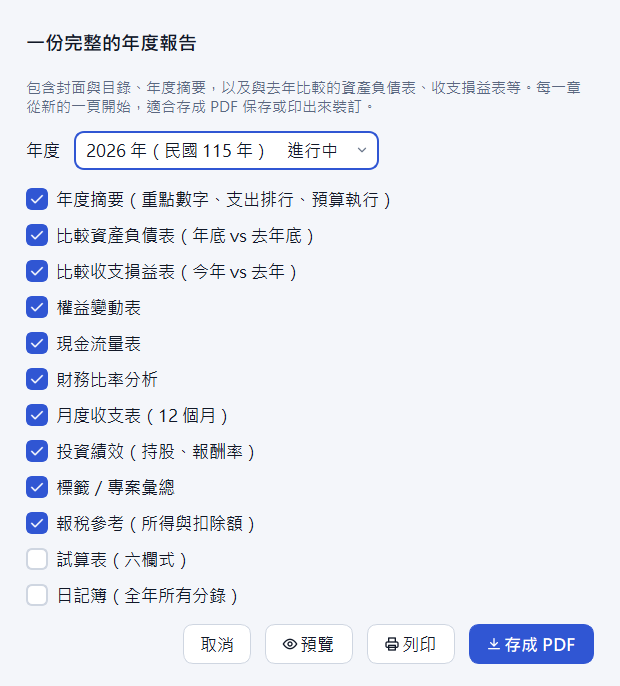 一份完整的年度報告
包含封面與目錄、年度摘要，以及與去年比較的資產負債表、收支損益表等。每一章
從新的一頁開始，適合存成 PDF 保存或印出來裝訂。
年度 2026 年（民國 115 年） 進行中
年度摘要（重點數字、支出排行、預算執行）
比較資產負債表（年底 vs 去年底）
比較收支損益表（今年 vs 去年）
權益變動表
現金流量表
財務比率分析
月度收支表（12 個月）
投資績效（持股、報酬率）
標籤 / 專案彙總
報稅參考（所得與扣除額）
試算表（六欄式）
日記簿（全年所有分錄）
取消 預覽 列印 存成 PDF